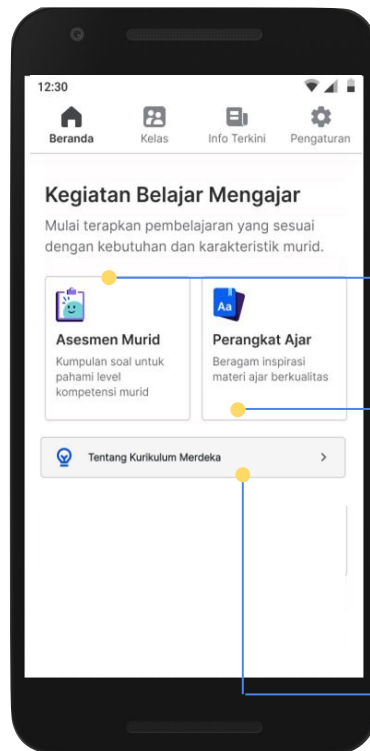 12:30
Beranda
Kelas
Info Terkini
Pengaturan
Kegiatan Belajar Mengajar
Mulai terapkan pembelajaran yang sesuai
dengan kebutuhan dan karakteristik murid.
Asesmen Murid
Kumpulan soal untuk
pahami level
kompetensi murid
Aa
Perangkat Ajar
Beragam inspirasi
materi ajar berkualitas
Tentang Kurikulum Merdeka